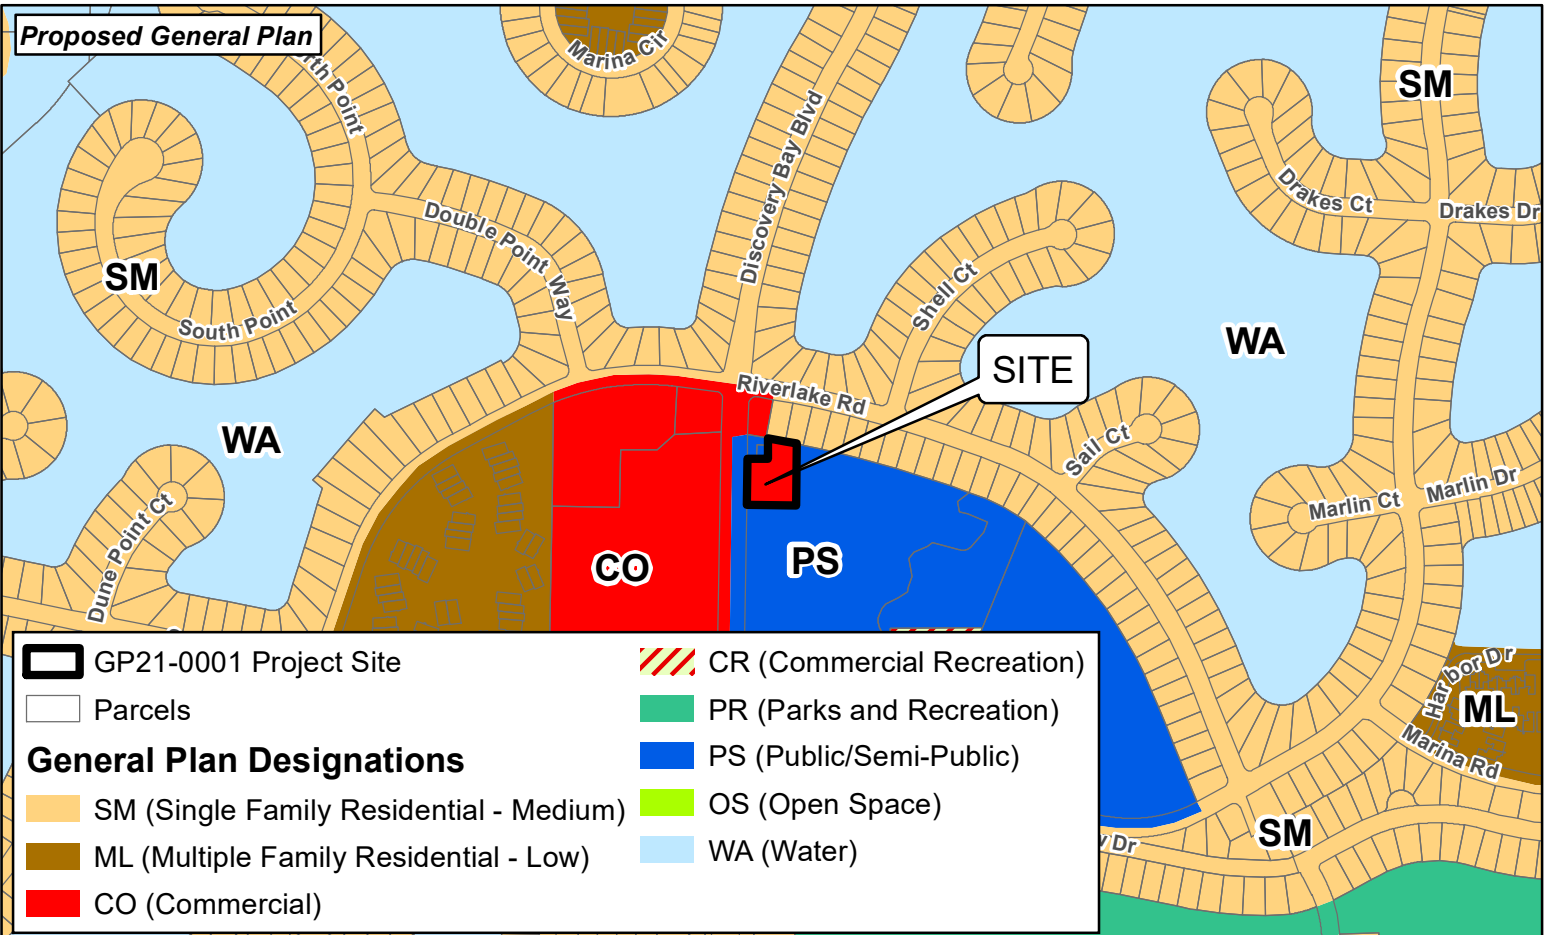 Proposed General Plan
Marina Cir
orth Point
Discovery Bay Blvd
SM
Drakes Ct
Drakes Dr
Double Point Way
SM
South Point
Shell Ct
WA
SITE
Riverlake Rd
WA
Sail Ct
Marlin Ct
Marlin Dr
Dune Point Ct
CO
PS
Harbor Dr
ML
Marina Rd
SM
Dr
GP21-0001 Project Site
Parcels
General Plan Designations
SM (Single Family Residential - Medium)
ML (Multiple Family Residential - Low)
CO (Commercial)
CR (Commercial Recreation)
PR (Parks and Recreation)
PS (Public/Semi-Public)
OS (Open Space)
WA (Water)